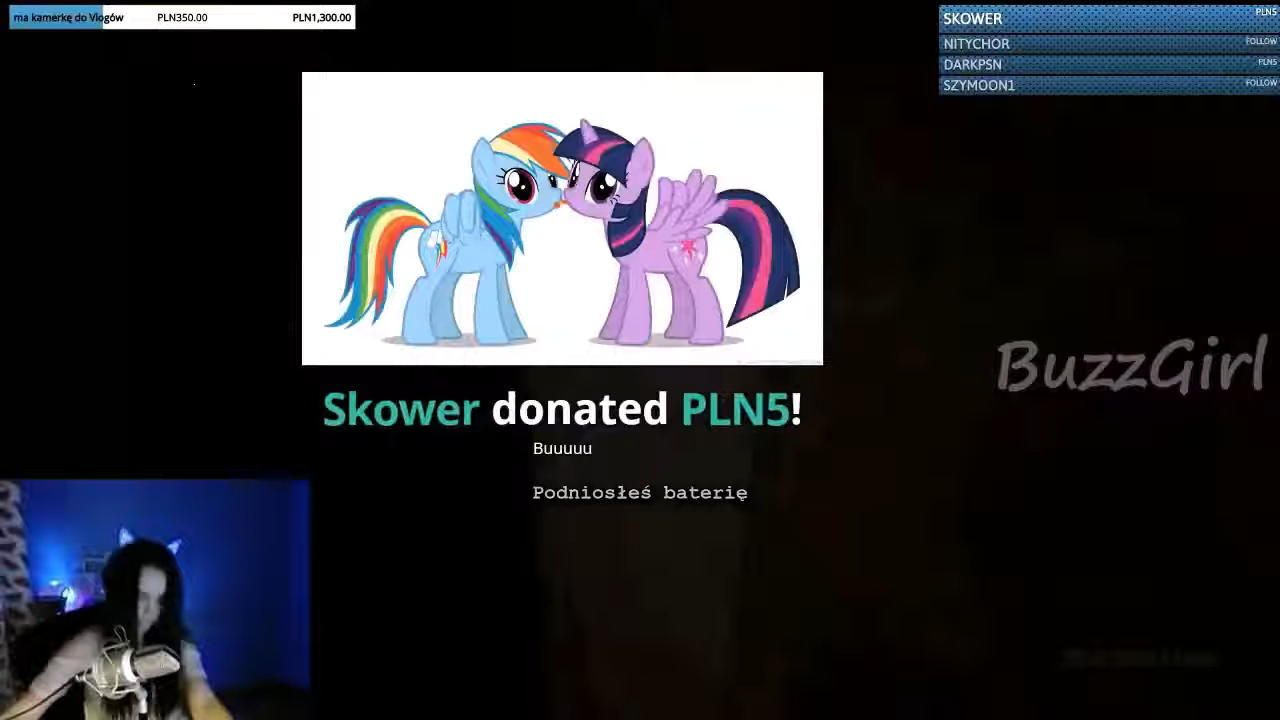 ma kamerkę do Vlogów PLN350.00 PLN1,300.00
SKOWER PLN5
NITYCHOR FOLLOW
DARKPSN PLN5
SZYMOON1 FOLLOW
BuzzGirl
Skower donated PLN5!
Buuuuu
Podniosłeś baterię